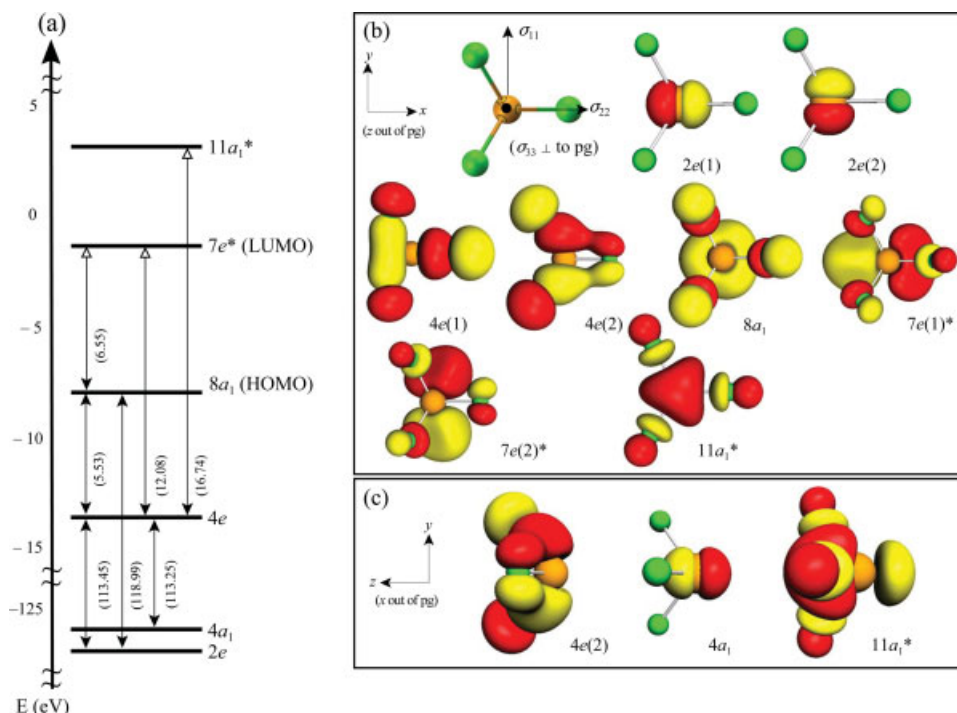 (a)
5
0
– 5
– 10
– 15
–125
E (eV)
11a₁*
7e* (LUMO)
8a₁ (HOMO)
4e
4a₁
2e
(6.55)
(5.53)
(12.08)
(16.74)
(113.45)
(118.99)
(113.25)
(b)
y
x
(z out of pg)
σ₁₁
σ₂₂
(σ₃₃ ⊥ to pg)
2e(1)
2e(2)
4e(1)
4e(2)
8a₁
7e(1)*
7e(2)*
11a₁*
(c)
y
z
(x out of pg)
4e(2)
4a₁
11a₁*